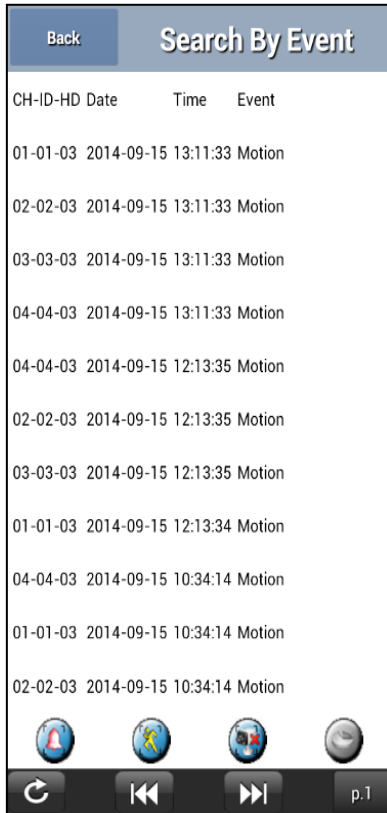 Back Search By Event
CH-ID-HD Date Time Event
01-01-03 2014-09-15 13:11:33 Motion
02-02-03 2014-09-15 13:11:33 Motion
03-03-03 2014-09-15 13:11:33 Motion
04-04-03 2014-09-15 13:11:33 Motion
04-04-03 2014-09-15 12:13:35 Motion
02-02-03 2014-09-15 12:13:35 Motion
03-03-03 2014-09-15 12:13:35 Motion
01-01-03 2014-09-15 12:13:34 Motion
04-04-03 2014-09-15 10:34:14 Motion
01-01-03 2014-09-15 10:34:14 Motion
02-02-03 2014-09-15 10:34:14 Motion
p.1